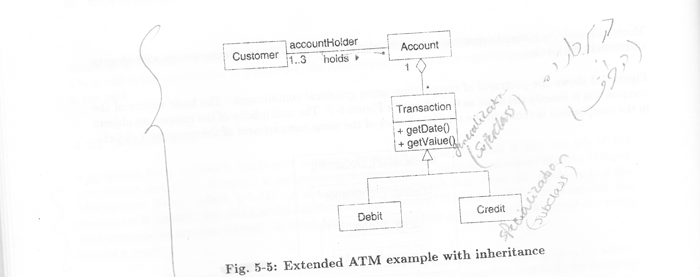 accountHolder
Customer
Account
1..3
holds
*
1
*
Transaction
+ getDate()
+ getValue()
generalization
(superclass)
Debit
Credit
specialization
(subclass)
Fig. 5-5: Extended ATM example with inheritance